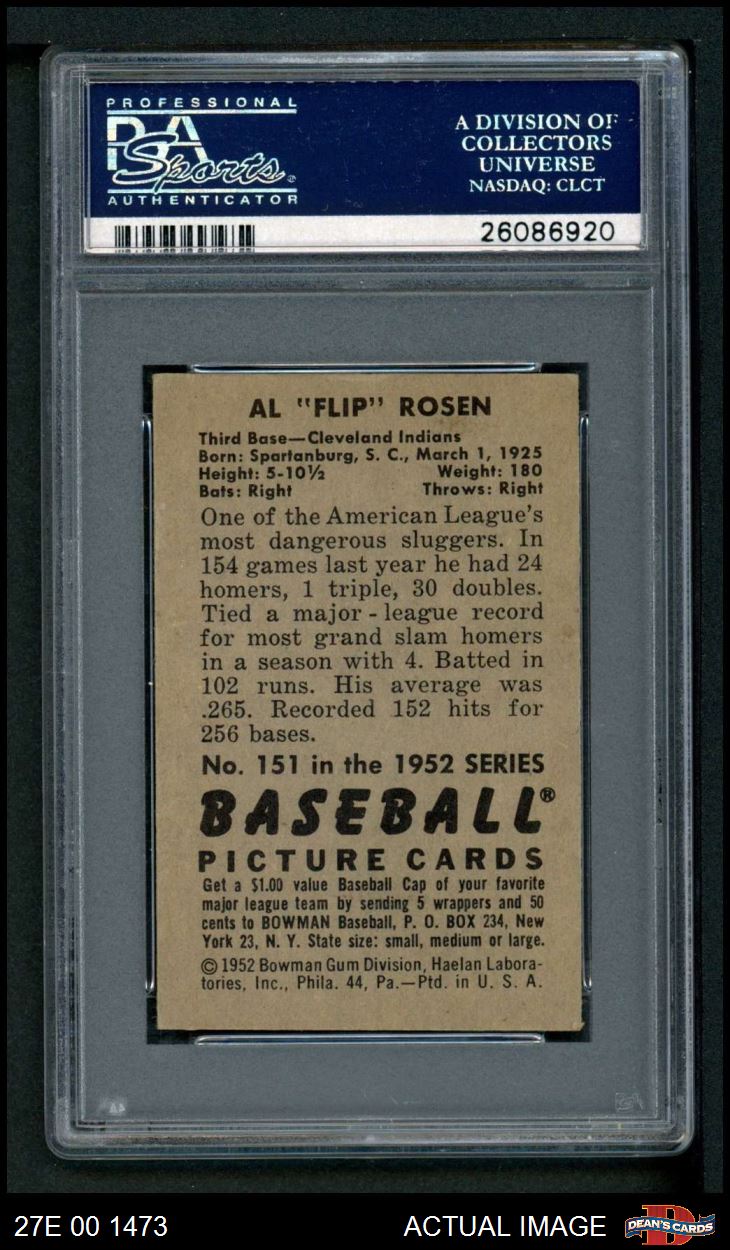 PROFESSIONAL
PSA
Sports
AUTHENTICATOR
A DIVISION OF
COLLECTORS
UNIVERSE
NASDAQ: CLCT
26086920
AL "FLIP" ROSEN
Third Base—Cleveland Indians
Born: Spartanburg, S. C., March 1, 1925
Height: 5-10½ Weight: 180
Bats: Right Throws: Right
One of the American League's
most dangerous sluggers. In
154 games last year he had 24
homers, 1 triple, 30 doubles.
Tied a major-league record
for most grand slam homers
in a season with 4. Batted in
102 runs. His average was
.265. Recorded 152 hits for
256 bases.
No. 151 in the 1952 SERIES
BASEBALL®
PICTURE CARDS
Get a $1.00 value Baseball Cap of your favorite
major league team by sending 5 wrappers and 50
cents to BOWMAN Baseball, P. O. BOX 234, New
York 23, N. Y. State size: small, medium or large.
© 1952 Bowman Gum Division, Haelan Labora-
tories, Inc., Phila. 44, Pa.—Ptd. in U. S. A.
27E 00 1473
ACTUAL IMAGE
DEAN'S CARDS